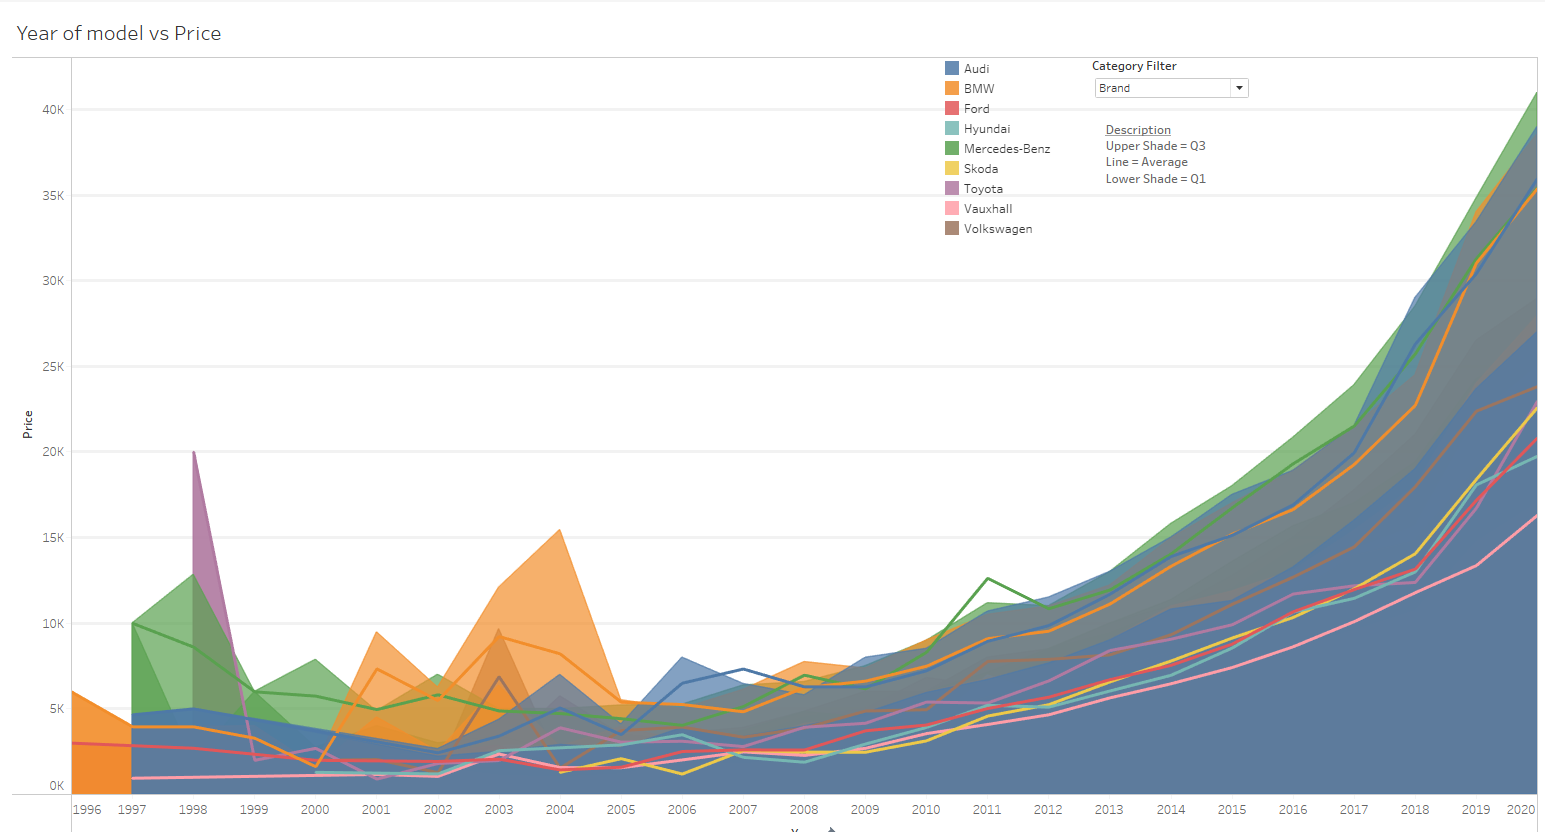 Year of model vs Price
Audi
BMW
Ford
Hyundai
Mercedes-Benz
Skoda
Toyota
Vauxhall
Volkswagen
Category Filter
Brand
Description
Upper Shade = Q3
Line = Average
Lower Shade = Q1
Price
40K
35K
30K
25K
20K
15K
10K
5K
0K
1996 1997 1998 1999 2000 2001 2002 2003 2004 2005 2006 2007 2008 2009 2010 2011 2012 2013 2014 2015 2016 2017 2018 2019 2020